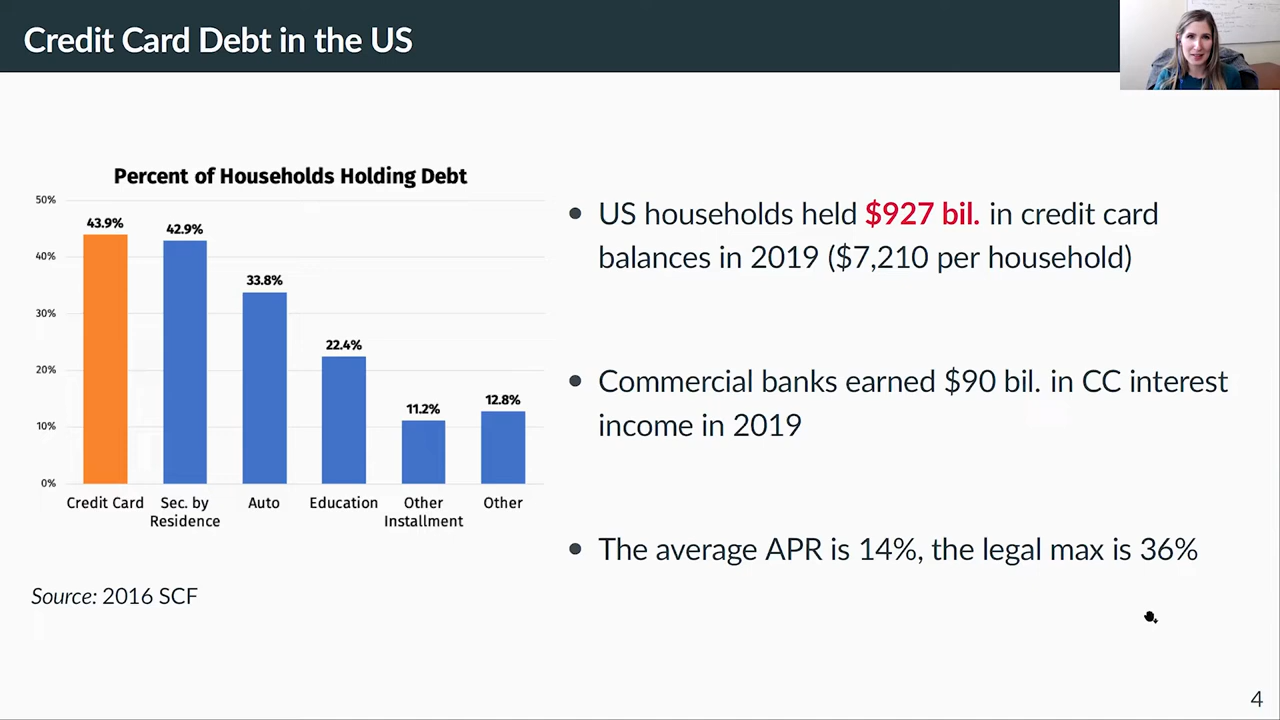 Credit Card Debt in the US
Percent of Households Holding Debt
50%
40%
30%
20%
10%
0%
43.9%
42.9%
33.8%
22.4%
11.2%
12.8%
Credit Card
Sec. by
Residence
Auto
Education
Other
Installment
Other
Source: 2016 SCF
• US households held $927 bil. in credit card
balances in 2019 ($7,210 per household)
• Commercial banks earned $90 bil. in CC interest
income in 2019
• The average APR is 14%, the legal max is 36%
4